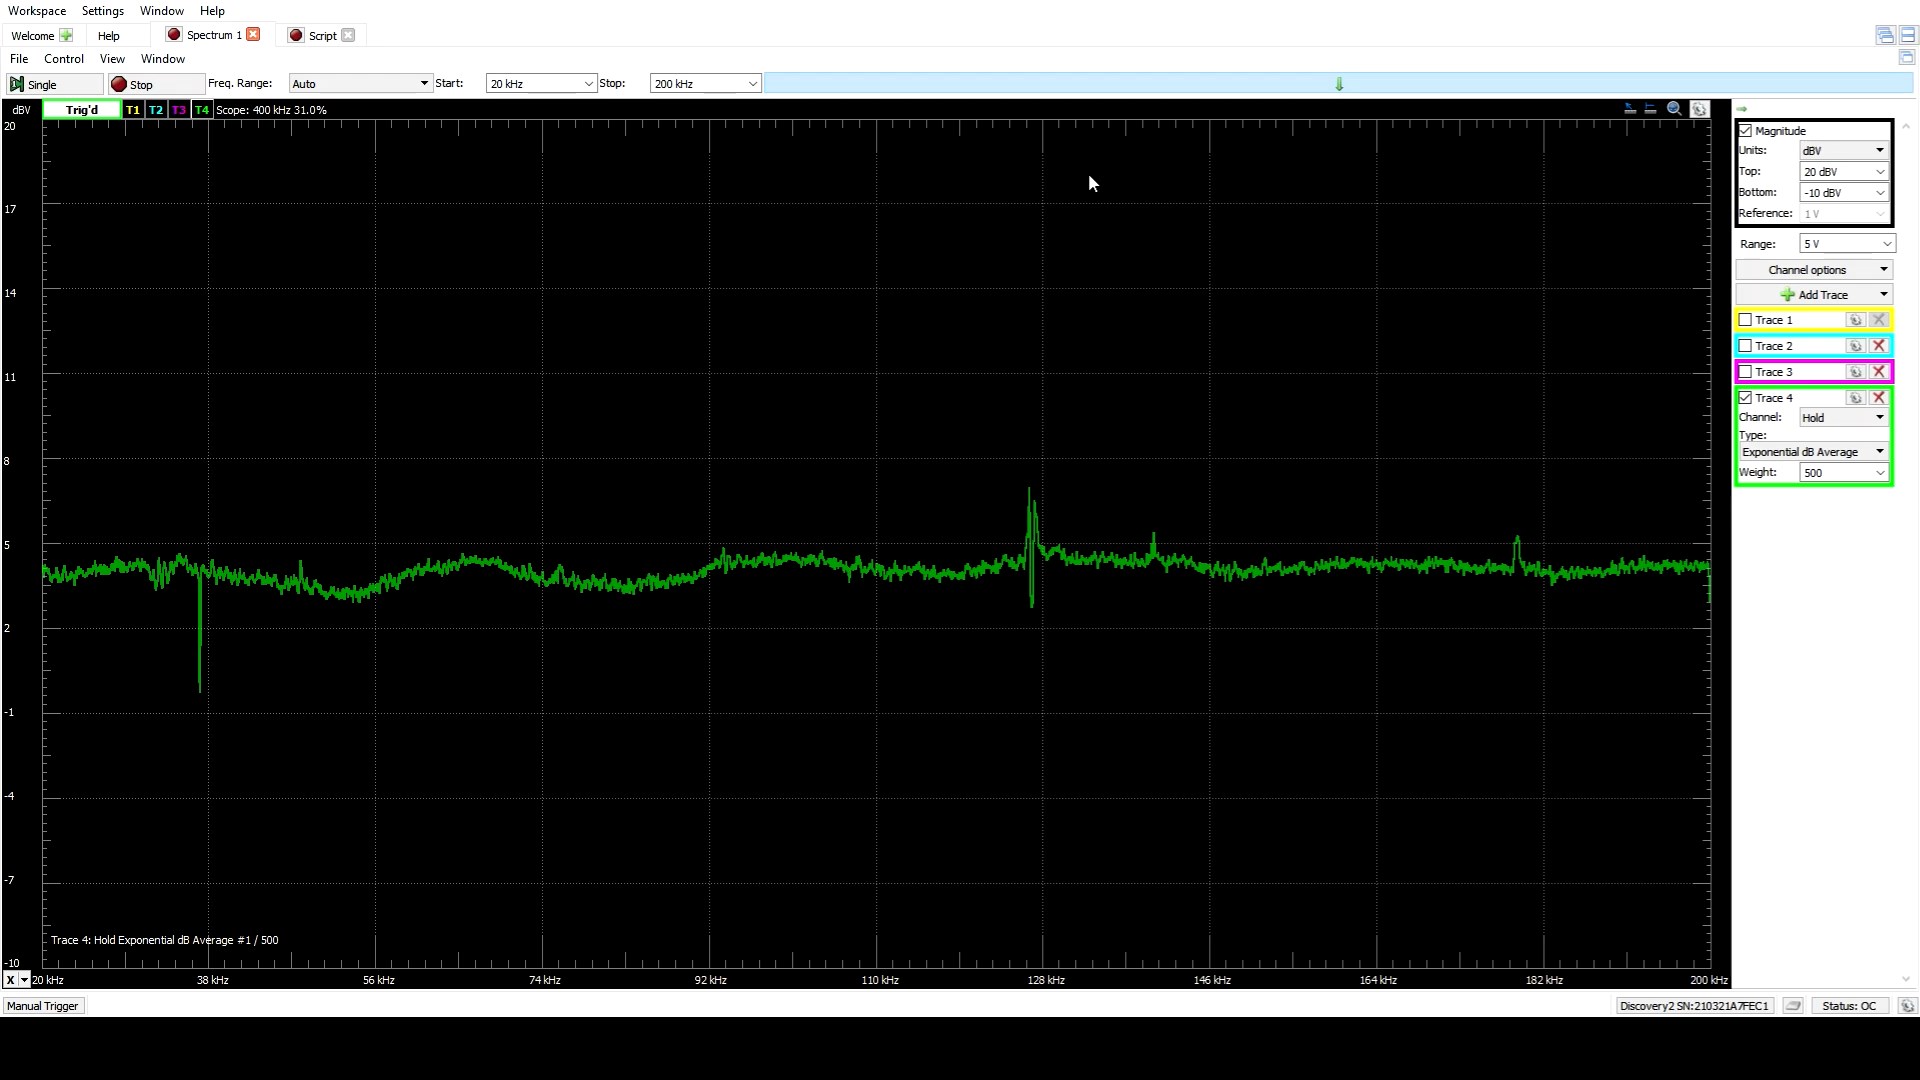 Workspace Settings Window Help
Welcome Help Spectrum 1 Script
File Control View Window
Single Stop Freq. Range: Auto Start: 20 kHz Stop: 200 kHz
dBV Trig'd T1 T2 T3 T4 Scope: 400 kHz 31.0%
20
17
14
11
8
5
2
-1
-4
-7
-10
Trace 4: Hold Exponential dB Average #1 / 500
X 20 kHz 38 kHz 56 kHz 74 kHz 92 kHz 110 kHz 128 kHz 146 kHz 164 kHz 182 kHz 200 kHz
Magnitude
Units: dBV
Top: 20 dBV
Bottom: -10 dBV
Reference: 1 V
Range: 5 V
Channel options
Add Trace
Trace 1
Trace 2
Trace 3
Trace 4
Channel: Hold
Type:
Exponential dB Average
Weight: 500
Manual Trigger Discovery2 SN:210321A7FEC1 Status: OC